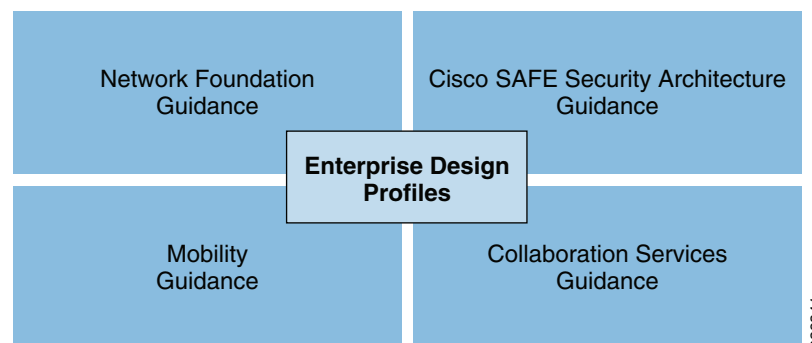 Network Foundation
Guidance
Cisco SAFE Security Architecture
Guidance
Enterprise Design
Profiles
Mobility
Guidance
Collaboration Services
Guidance